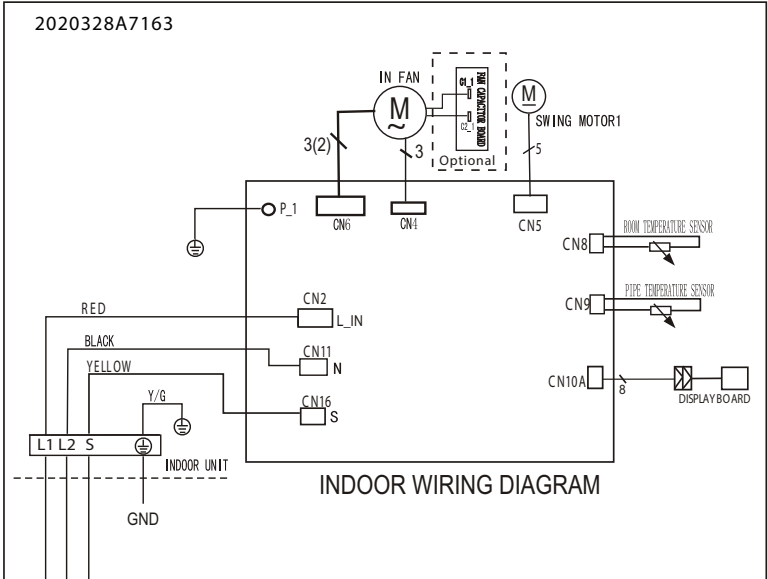 2020328A7163
IN FAN
M
~
C1_1
FAN CAPACITOR BOARD
C2_1
Optional
M
SWING MOTOR1
3(2)
3
5
P_1
CN6
CN4
CN5
CN8
ROOM TEMPERATURE SENSOR
CN9
PIPE TEMPERATURE SENSOR
RED
CN2
L_IN
BLACK
CN11
N
YELLOW
CN16
S
Y/G
CN10A
8
DISPLAY BOARD
L1 L2 S
INDOOR UNIT
INDOOR WIRING DIAGRAM
GND